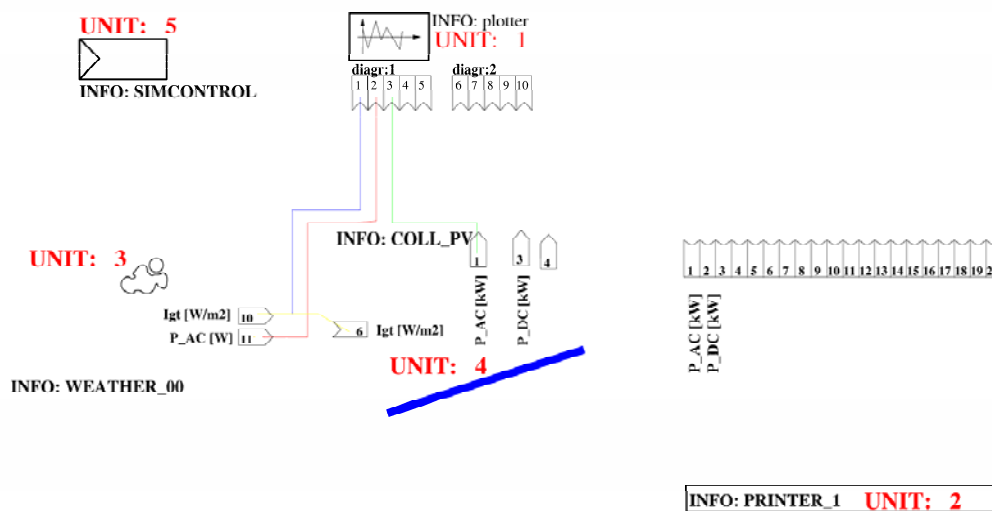 UNIT: 5
INFO: SIMCONTROL
INFO: plotter
UNIT: 1
diagr:1
1 2 3 4 5
diagr:2
6 7 8 9 10
UNIT: 3
INFO: WEATHER_00
Igt [W/m2] 10
P_AC [W] 11
6 Igt [W/m2]
INFO: COLL_PV
1 3 4
P_AC [kW]
P_DC [kW]
UNIT: 4
1 2 3 4 5 6 7 8 9 10 11 12 13 14 15 16 17 18 19
P_AC [kW]
P_DC [kW]
INFO: PRINTER_1 UNIT: 2